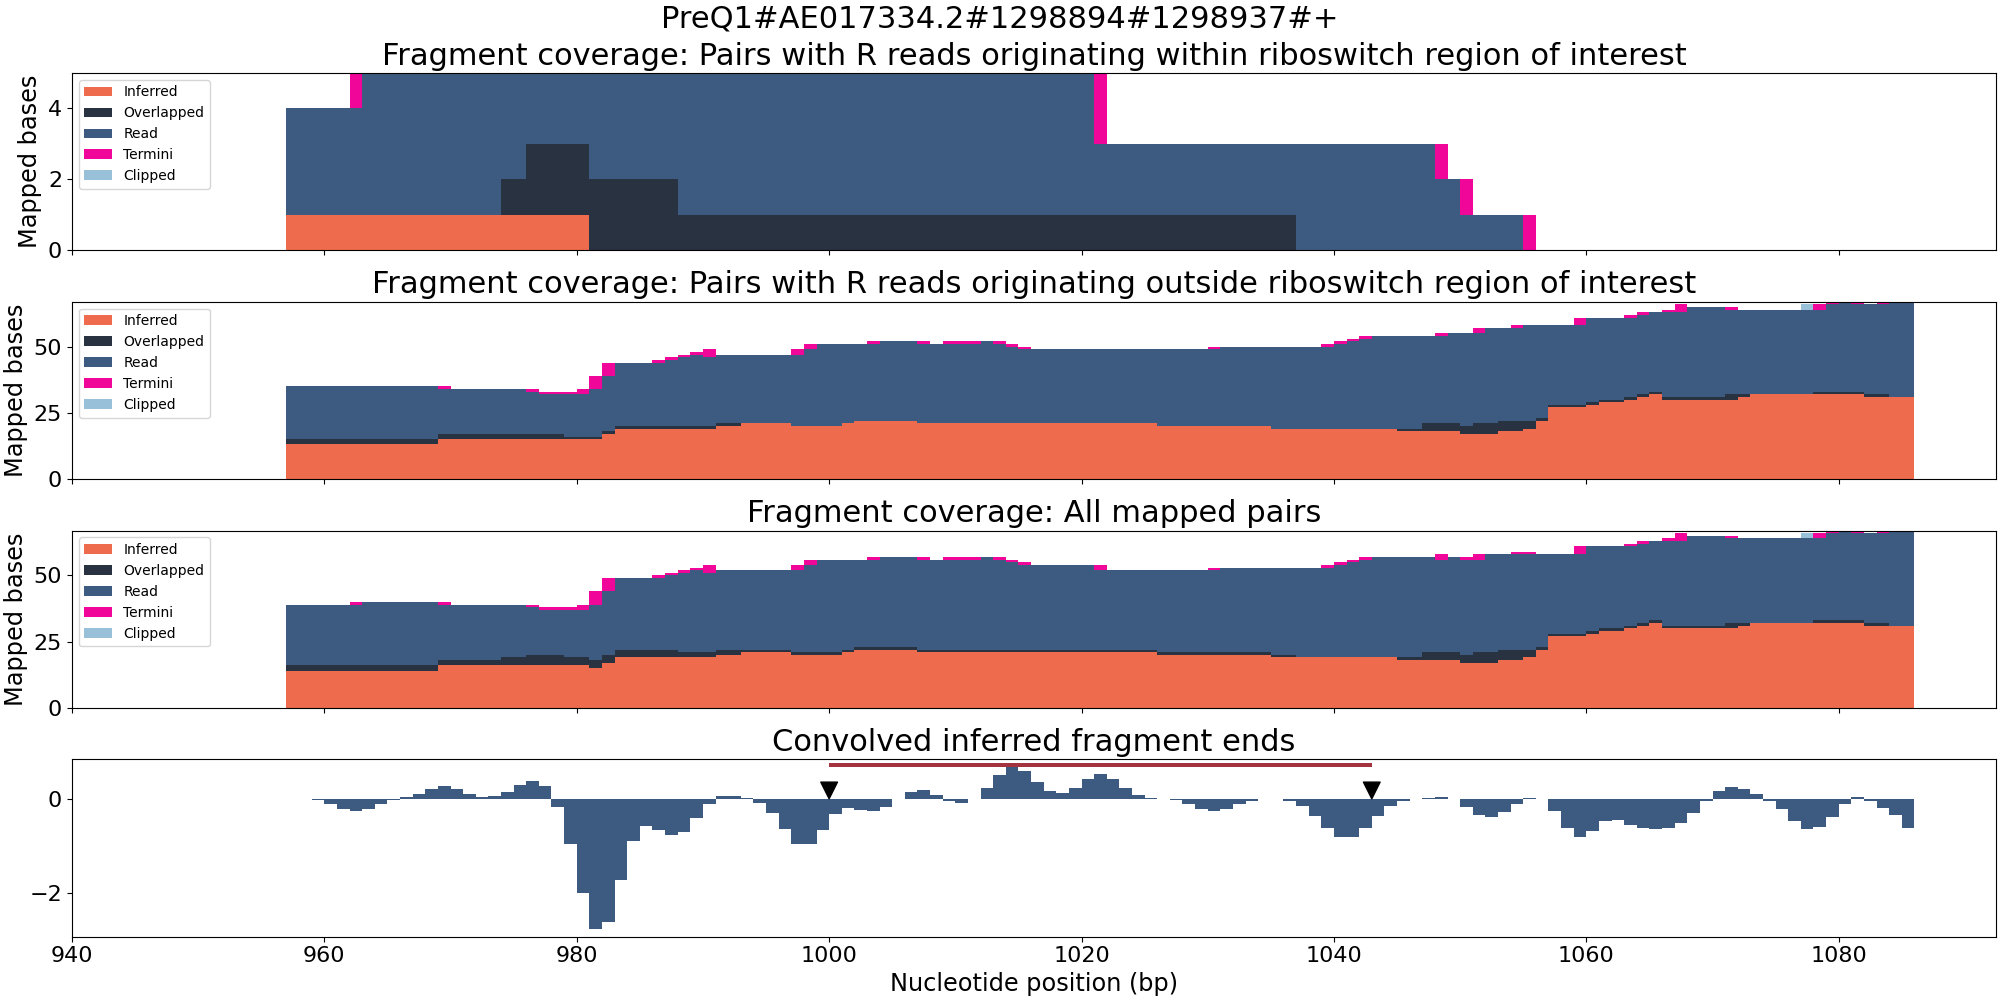 PreQ1#AE017334.2#1298894#1298937#+
Fragment coverage: Pairs with R reads originating within riboswitch region of interest
Mapped bases
4
2
0
Inferred
Overlapped
Read
Termini
Clipped
Fragment coverage: Pairs with R reads originating outside riboswitch region of interest
Mapped bases
50
25
0
Inferred
Overlapped
Read
Termini
Clipped
Fragment coverage: All mapped pairs
Mapped bases
50
25
0
Inferred
Overlapped
Read
Termini
Clipped
Convolved inferred fragment ends
0
−2
940 960 980 1000 1020 1040 1060 1080
Nucleotide position (bp)